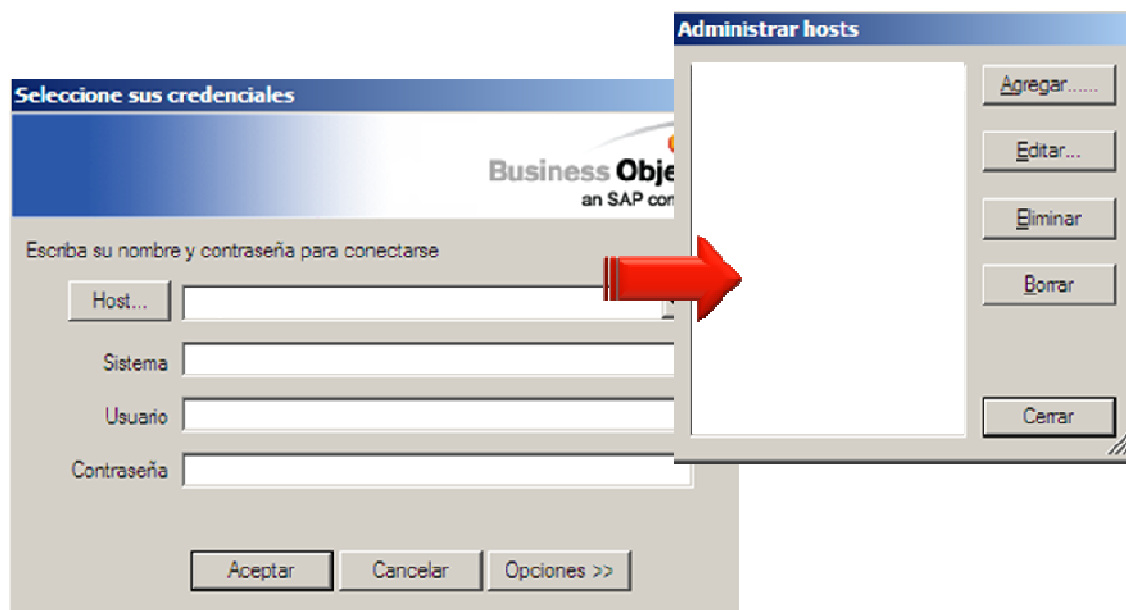 Administrar hosts
Agregar......
Editar...
Eliminar
Borrar
Cerrar
Seleccione sus credenciales
Business Obje
an SAP con
Escriba su nombre y contraseña para conectarse
Host...
Sistema
Usuario
Contraseña
Aceptar
Cancelar
Opciones >>